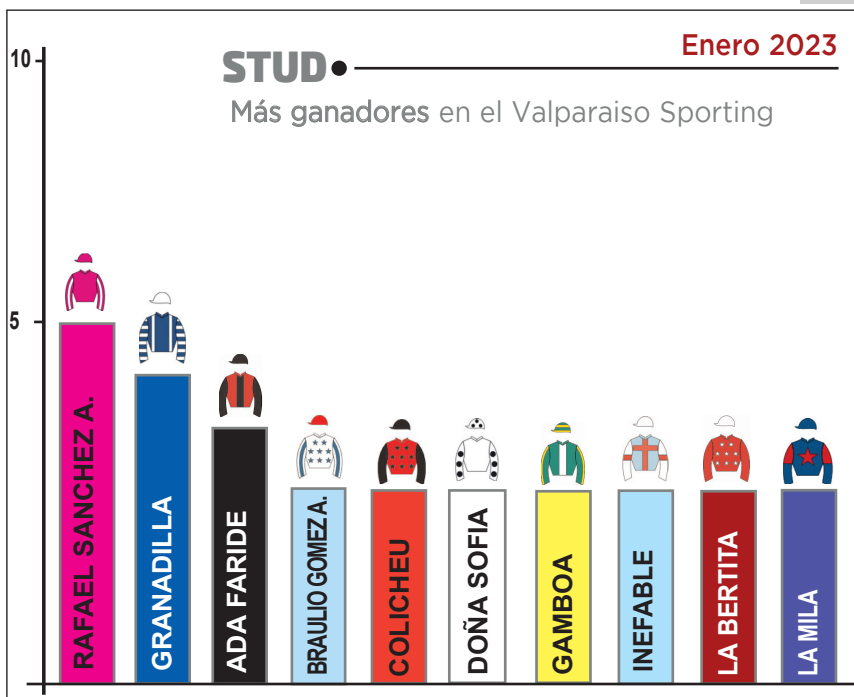 Enero 2023
STUD
Más ganadores en el Valparaiso Sporting
10
5
RAFAEL SANCHEZ A.
GRANADILLA
ADA FARIDE
BRAULIO GOMEZ A.
COLICHEU
DOÑA SOFIA
GAMBOA
INEFABLE
LA BERTITA
LA MILA